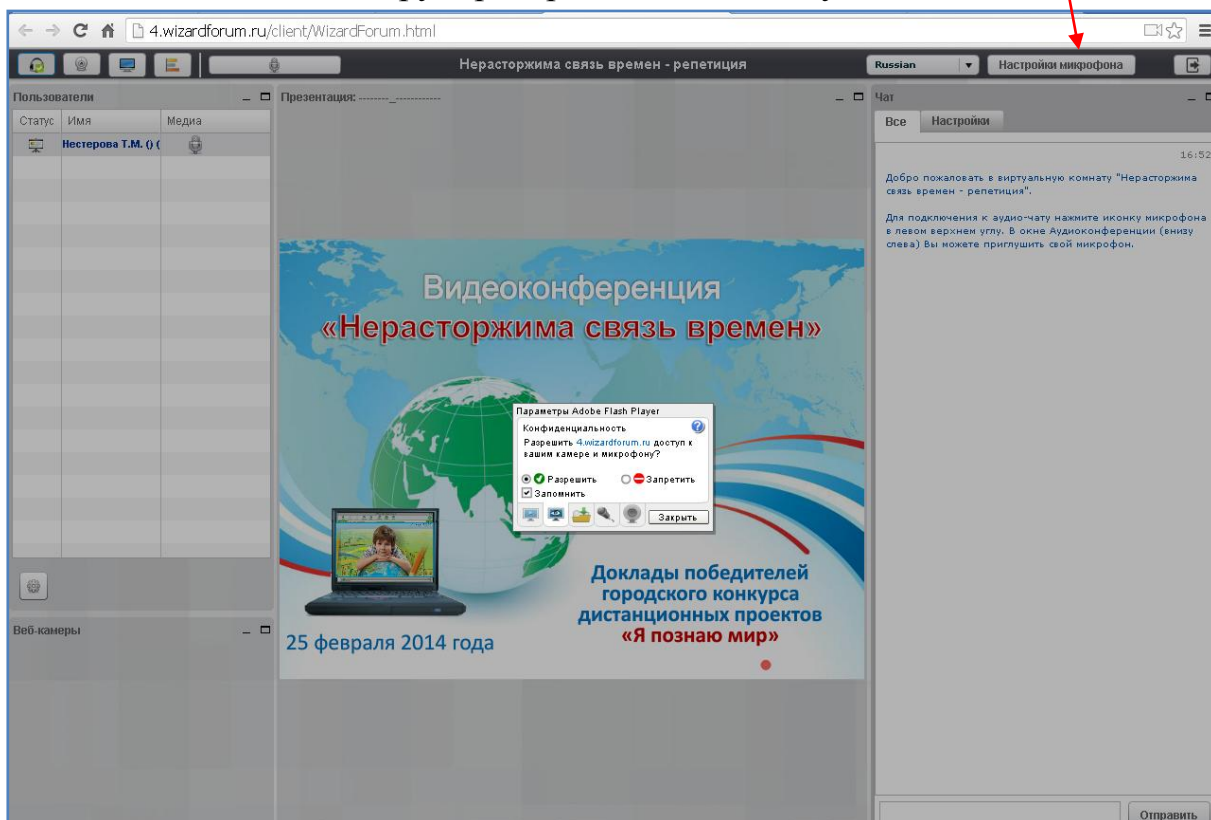 4.wizardforum.ru/client/WizardForum.html
Нерасторжима связь времен - репетиция
Russian
Настройки микрофона
Пользователи
Статус Имя Медиа
Нестерова Т.М. () (
Веб-камеры
Презентация: --------_------------
Видеоконференция
«Нерасторжима связь времен»
Параметры Adobe Flash Player
Конфиденциальность
Разрешить 4.wizardforum.ru доступ к
вашим камере и микрофону?
Разрешить Запретить
Запомнить
Закрыть
Доклады победителей
городского конкурса
дистанционных проектов
«Я познаю мир»
25 февраля 2014 года
Чат
Все Настройки
16:52
Добро пожаловать в виртуальную комнату "Нерасторжима
связь времен - репетиция".
Для подключения к аудио-чату нажмите иконку микрофона
в левом верхнем углу. В окне Аудиоконференции (внизу
слева) Вы можете приглушить свой микрофон.
Отправить